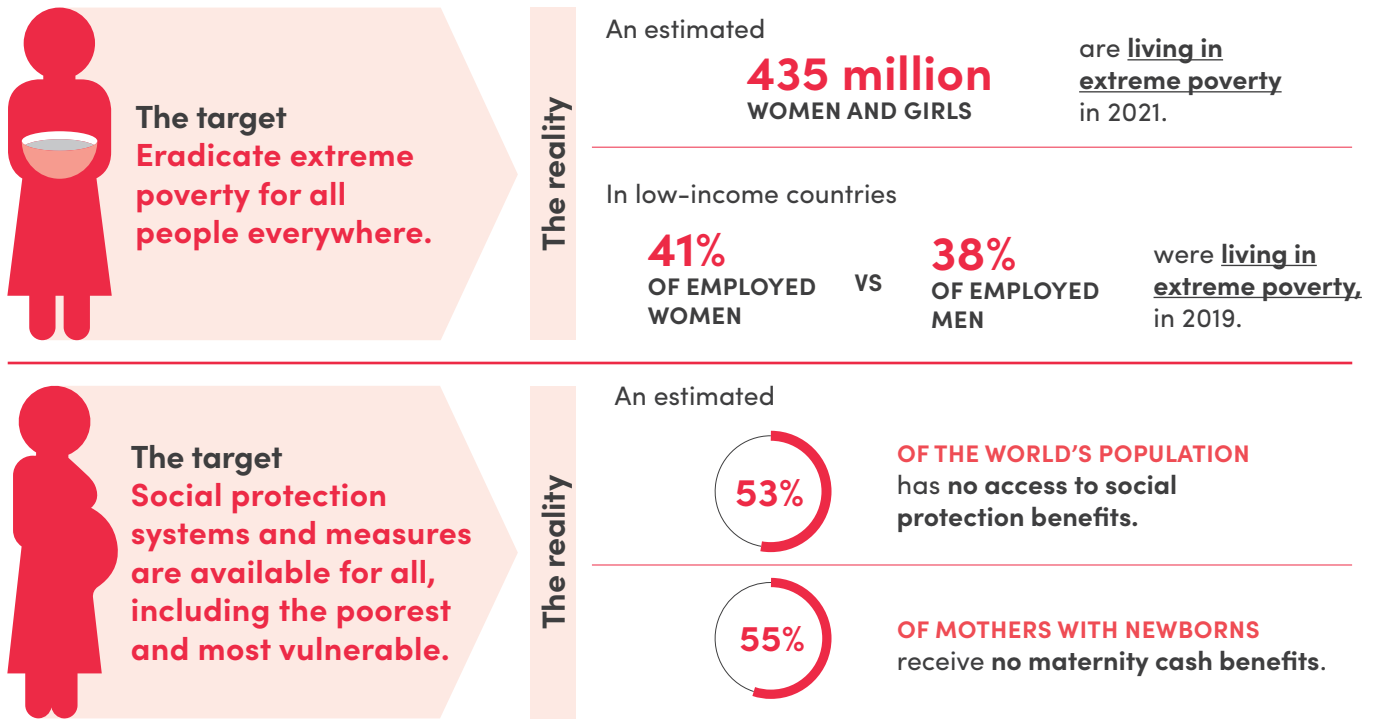 The target
Eradicate extreme
poverty for all
people everywhere.
The reality
An estimated
435 million
WOMEN AND GIRLS
are living in
extreme poverty
in 2021.
In low-income countries
41%
OF EMPLOYED
WOMEN
VS
38%
OF EMPLOYED
MEN
were living in
extreme poverty,
in 2019.
The target
Social protection
systems and measures
are available for all,
including the poorest
and most vulnerable.
The reality
An estimated
53%
OF THE WORLD'S POPULATION
has no access to social
protection benefits.
55%
OF MOTHERS WITH NEWBORNS
receive no maternity cash benefits.